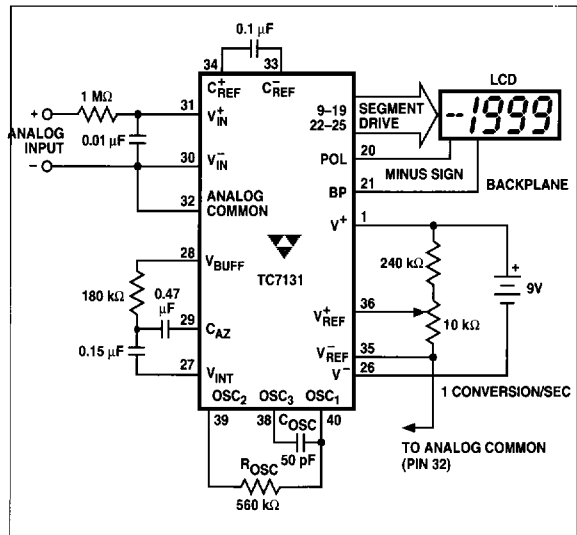 0.1 µF
34
33
C+REF
C−REF
LCD
1 MΩ
31
V+IN
9–19
22–25
SEGMENT
DRIVE
-1999
+
ANALOG
INPUT
–
0.01 µF
30
V−IN
POL
20
MINUS SIGN
32
ANALOG
COMMON
BP
21
BACKPLANE
V+
1
28
VBUFF
TC7131
240 kΩ
+
9V
180 kΩ
0.47
µF
29
CAZ
V+REF
36
10 kΩ
0.15 µF
27
VINT
V−REF
35
V−
26
1 CONVERSION/SEC
OSC2
OSC3
OSC1
39
38
COSC
40
50 pF
TO ANALOG COMMON
(PIN 32)
ROSC
560 kΩ